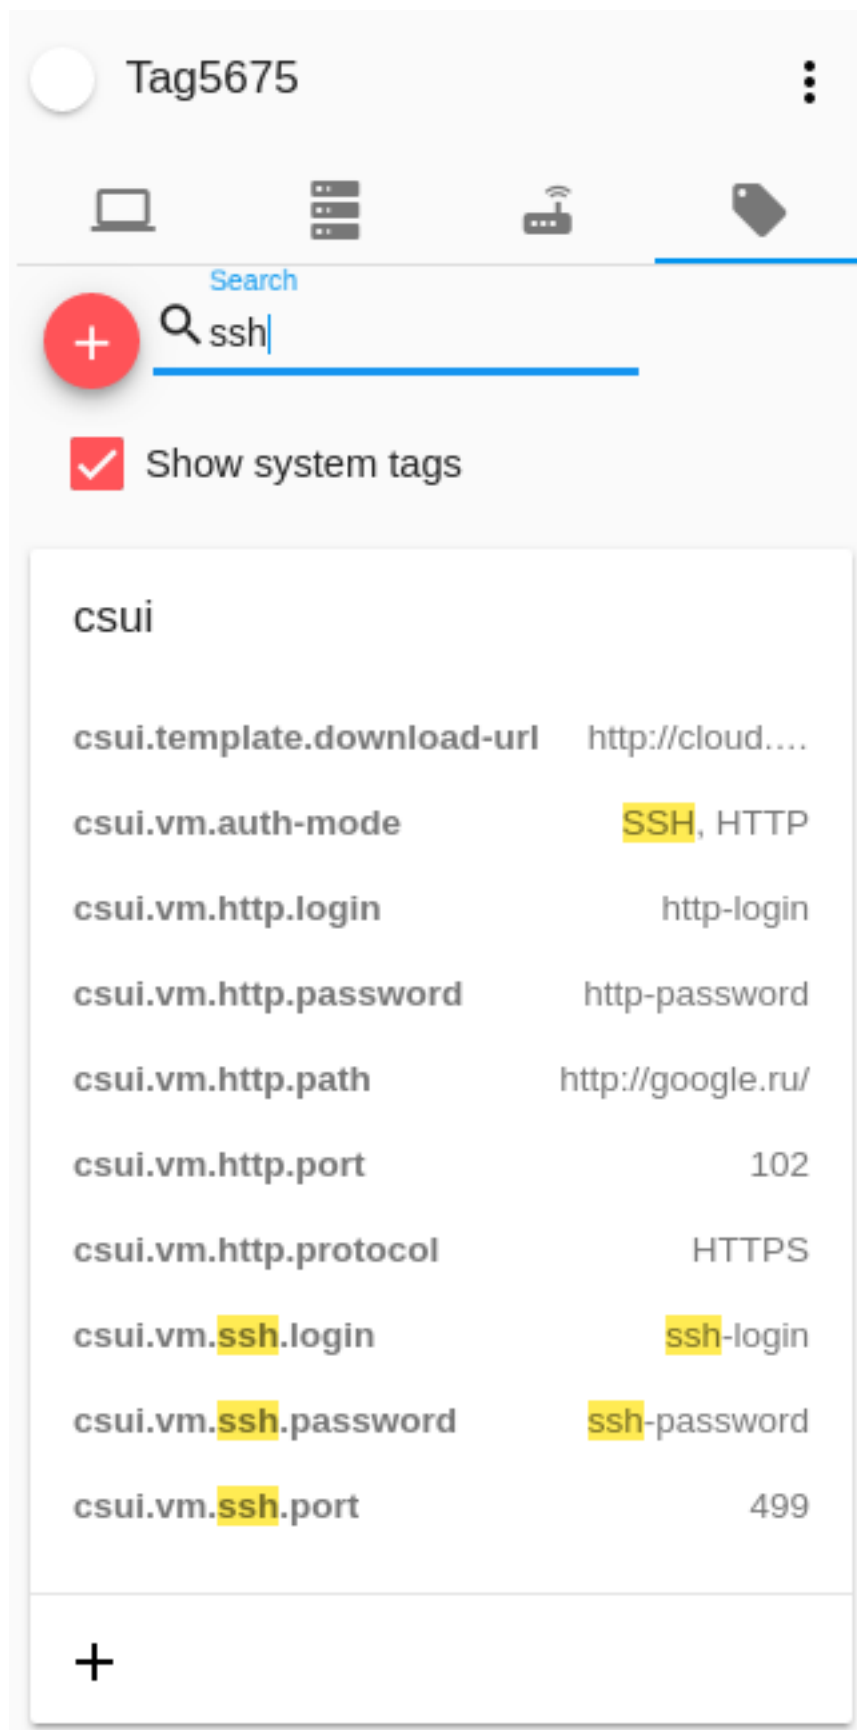 Tag5675
Search
ssh
Show system tags
csui
csui.template.download-url http://cloud.…
csui.vm.auth-mode SSH, HTTP
csui.vm.http.login http-login
csui.vm.http.password http-password
csui.vm.http.path http://google.ru/
csui.vm.http.port 102
csui.vm.http.protocol HTTPS
csui.vm.ssh.login ssh-login
csui.vm.ssh.password ssh-password
csui.vm.ssh.port 499